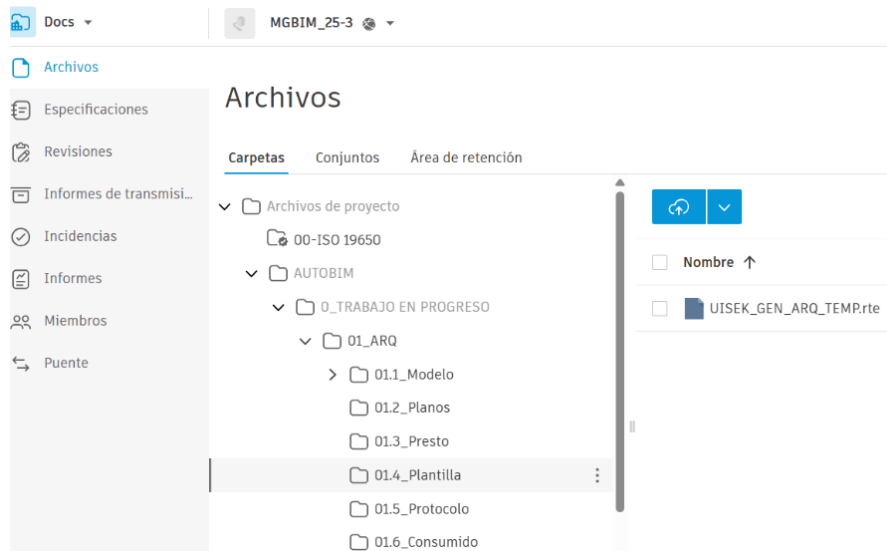 Docs
MGBIM_25-3
Archivos
Especificaciones
Revisiones
Informes de transmisi...
Incidencias
Informes
Miembros
Puente
Archivos
Carpetas Conjuntos Área de retención
Archivos de proyecto
00-ISO 19650
AUTOBIM
0_TRABAJO EN PROGRESO
01_ARQ
01.1_Modelo
01.2_Planos
01.3_Presto
01.4_Plantilla
01.5_Protocolo
01.6_Consumido
Nombre
UISEK_GEN_ARQ_TEMP.rte